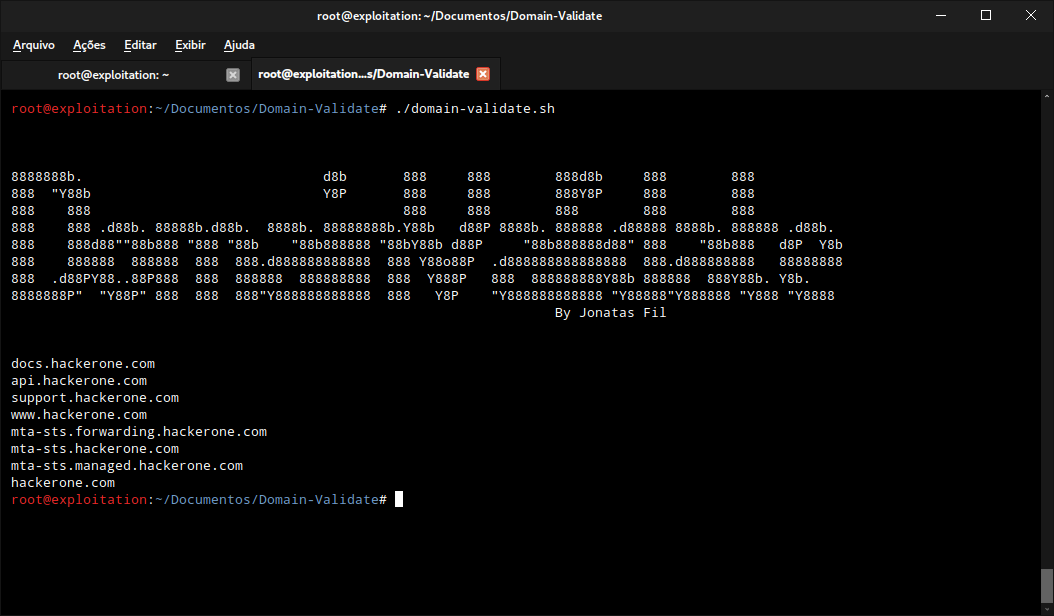 root@exploitation: ~/Documentos/Domain-Validate
Arquivo Ações Editar Exibir Ajuda
root@exploitation: ~ root@exploitation...s/Domain-Validate
root@exploitation:~/Documentos/Domain-Validate# ./domain-validate.sh
8888888b.                              d8b       888     888        888d8b     888        888
888  "Y88b                             Y8P       888     888        888Y8P     888        888
888    888                                       888     888        888        888        888
888    888 .d88b. 88888b.d88b.  8888b. 88888888b.Y88b   d88P 8888b. 888888 .d88888 8888b. 888888 .d88b.
888    888d88""88b888 "888 "88b    "88b888888 "88bY88b d88P     "88b888888d88" 888    "88b888   d8P  Y8b
888    888888  888888  888  888.d888888888888  888 Y88o88P  .d888888888888888  888.d888888888   88888888
888  .d88PY88..88P888  888  888888  888888888  888  Y888P   888  888888888Y88b 888888  888Y88b. Y8b.
8888888P"  "Y88P" 888  888  888"Y888888888888  888   Y8P    "Y888888888888 "Y88888"Y888888 "Y888 "Y8888
By Jonatas Fil
docs.hackerone.com
api.hackerone.com
support.hackerone.com
www.hackerone.com
mta-sts.forwarding.hackerone.com
mta-sts.hackerone.com
mta-sts.managed.hackerone.com
hackerone.com
root@exploitation:~/Documentos/Domain-Validate#